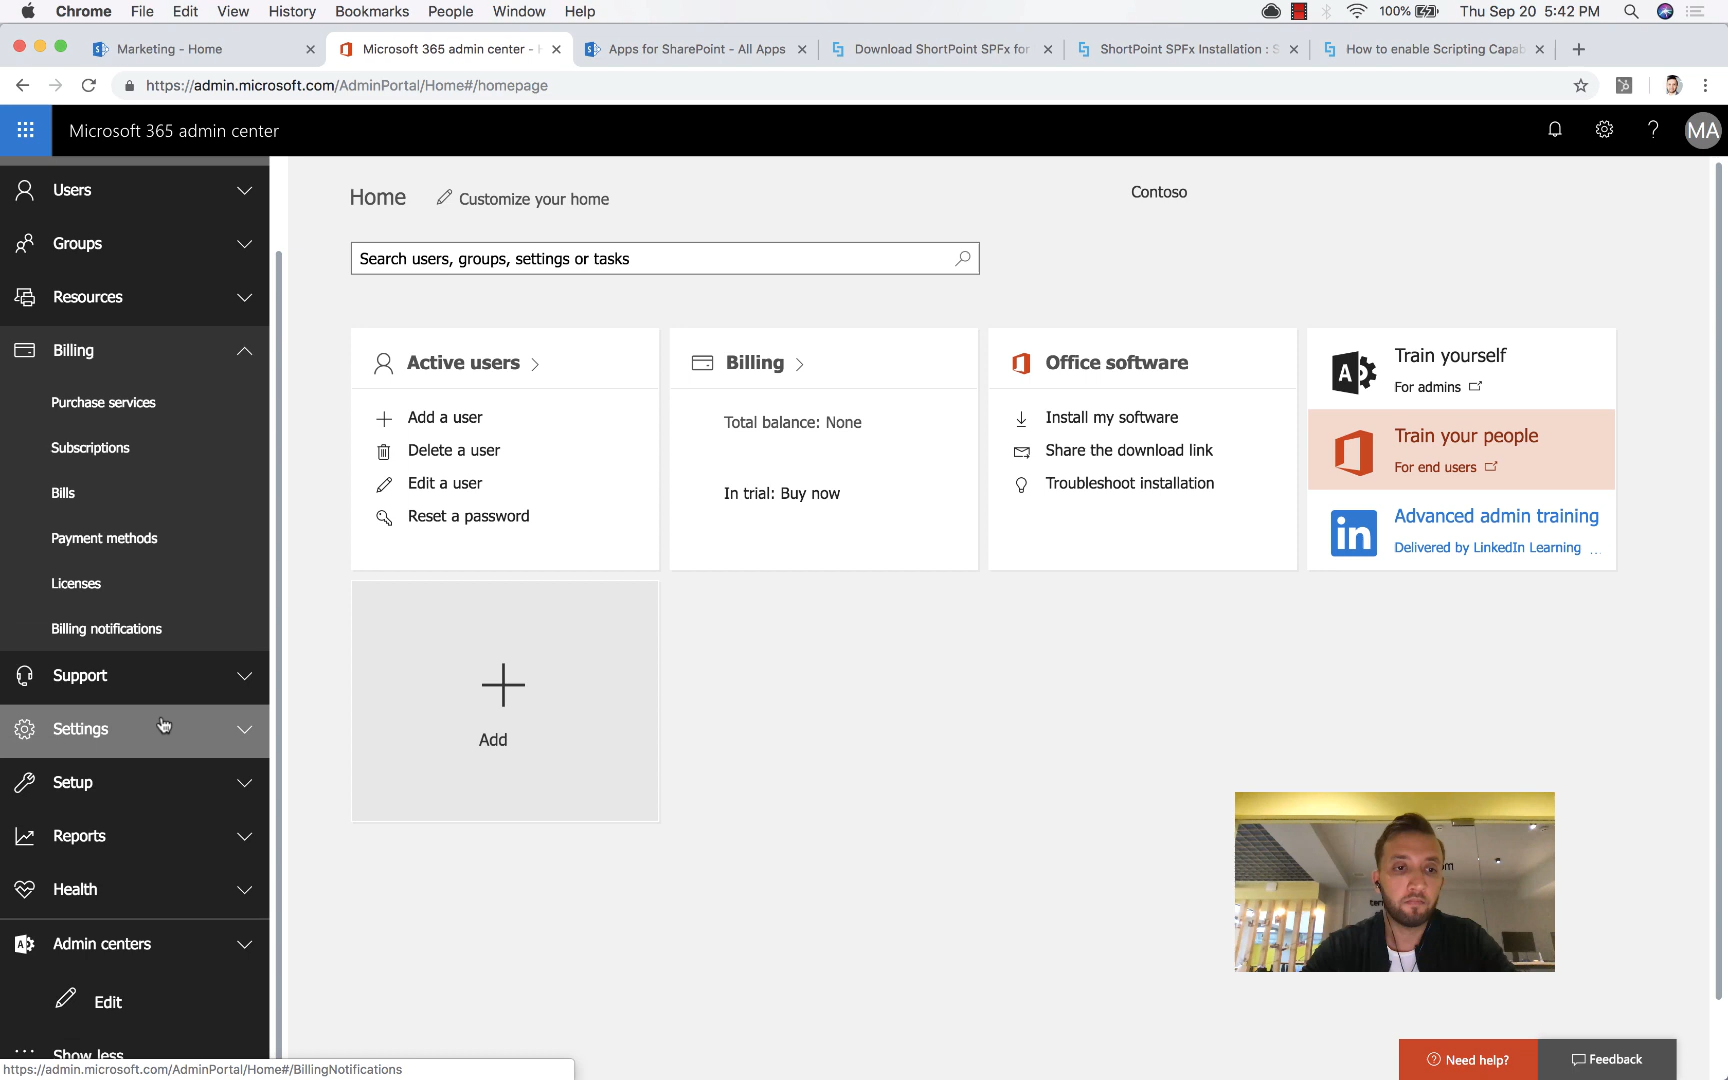 Chrome File Edit View History Bookmarks People Window Help 100% Thu Sep 20 5:42 PM
Marketing - Home
Microsoft 365 admin center - H
Apps for SharePoint - All Apps
Download ShortPoint SPFx for
ShortPoint SPFx Installation : S
How to enable Scripting Capab
https://admin.microsoft.com/AdminPortal/Home#/homepage
Microsoft 365 admin center
MA
Users
Groups
Resources
Billing
Purchase services
Subscriptions
Bills
Payment methods
Licenses
Billing notifications
Support
Settings
Setup
Reports
Health
Admin centers
Edit
Show less
https://admin.microsoft.com/AdminPortal/Home#/BillingNotifications
Home Customize your home
Contoso
Search users, groups, settings or tasks
Active users
Add a user
Delete a user
Edit a user
Reset a password
Billing
Total balance: None
In trial: Buy now
Office software
Install my software
Share the download link
Troubleshoot installation
Train yourself
For admins
Train your people
For end users
Advanced admin training
Delivered by LinkedIn Learning ...
Add
Need help?
Feedback